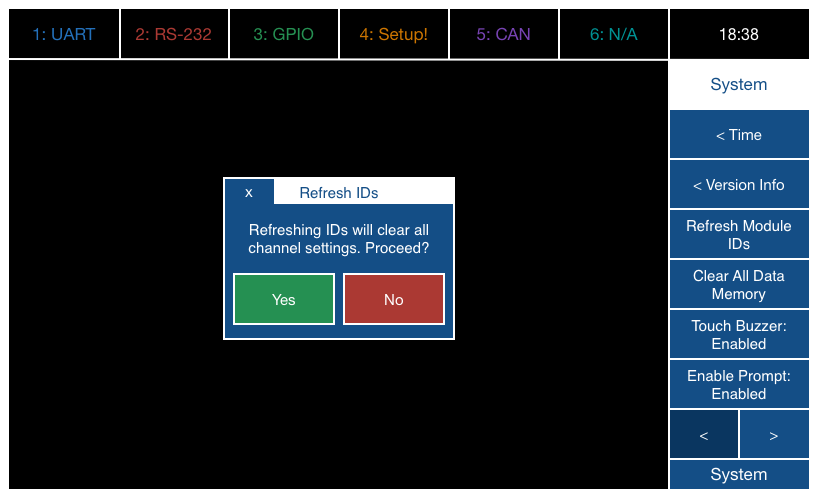 1: UART
2: RS-232
3: GPIO
4: Setup!
5: CAN
6: N/A
18:38
System
< Time
< Version Info
Refresh Module
IDs
Clear All Data
Memory
Touch Buzzer:
Enabled
Enable Prompt:
Enabled
<
>
System
x
Refresh IDs
Refreshing IDs will clear all
channel settings. Proceed?
Yes
No